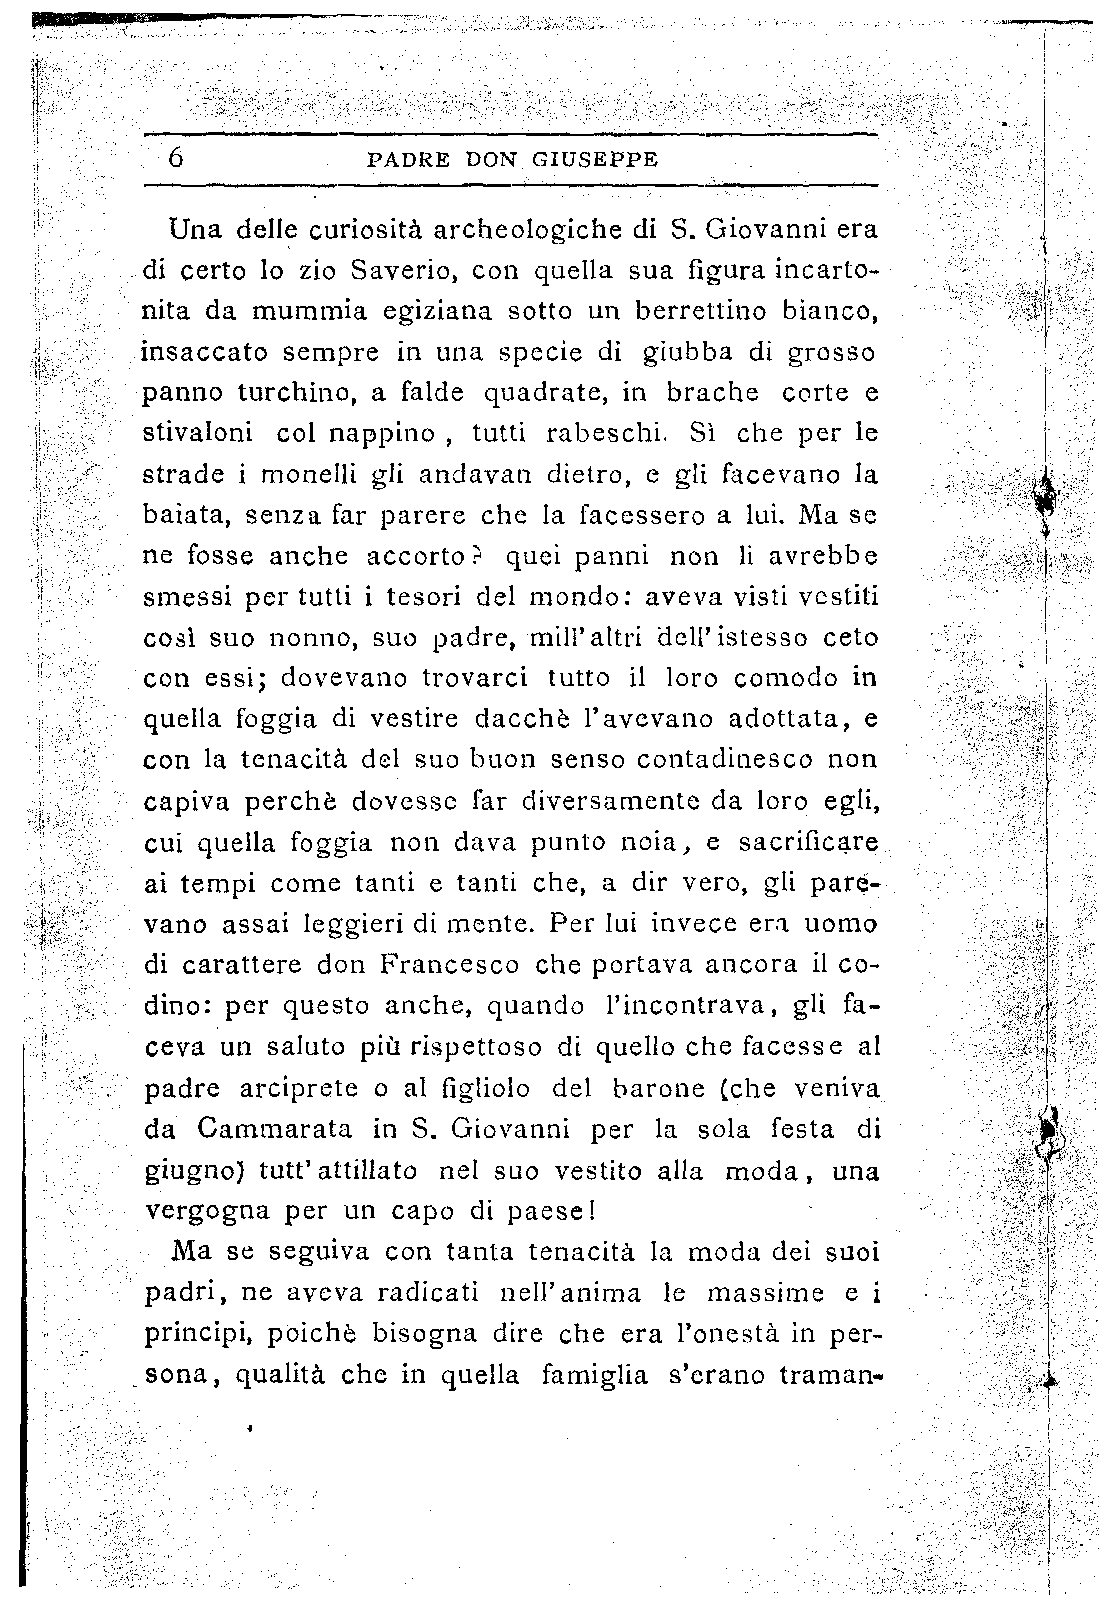 6 PADRE DON GIUSEPPE
Una delle curiosità archeologiche di S. Giovanni era
di certo lo zio Saverio, con quella sua figura incarto-
nita da mummia egiziana sotto un berrettino bianco,
insaccato sempre in una specie di giubba di grosso
panno turchino, a falde quadrate, in brache corte e
stivaloni col nappino , tutti rabeschi. Sì che per le
strade i monelli gli andavan dietro, e gli facevano la
baiata, senza far parere che la facessero a lui. Ma se
ne fosse anche accorto? quei panni non li avrebbe
smessi per tutti i tesori del mondo: aveva visti vestiti
così suo nonno, suo padre, mill' altri dell' istesso ceto
con essi; dovevano trovarci tutto il loro comodo in
quella foggia di vestire dacchè l'avevano adottata, e
con la tenacità del suo buon senso contadinesco non
capiva perchè dovesse far diversamente da loro egli,
cui quella foggia non dava punto noia, e sacrificare
ai tempi come tanti e tanti che, a dir vero, gli pare-
vano assai leggieri di mente. Per lui invece era uomo
di carattere don Francesco che portava ancora il co-
dino: per questo anche, quando l'incontrava, gli fa-
ceva un saluto più rispettoso di quello che facesse al
padre arciprete o al figliolo del barone (che veniva
da Cammarata in S. Giovanni per la sola festa di
giugno) tutt' attillato nel suo vestito alla moda, una
vergogna per un capo di paese!
Ma se seguiva con tanta tenacità la moda dei suoi
padri, ne aveva radicati nell' anima le massime e i
principi, poichè bisogna dire che era l'onestà in per-
sona, qualità che in quella famiglia s'erano traman-